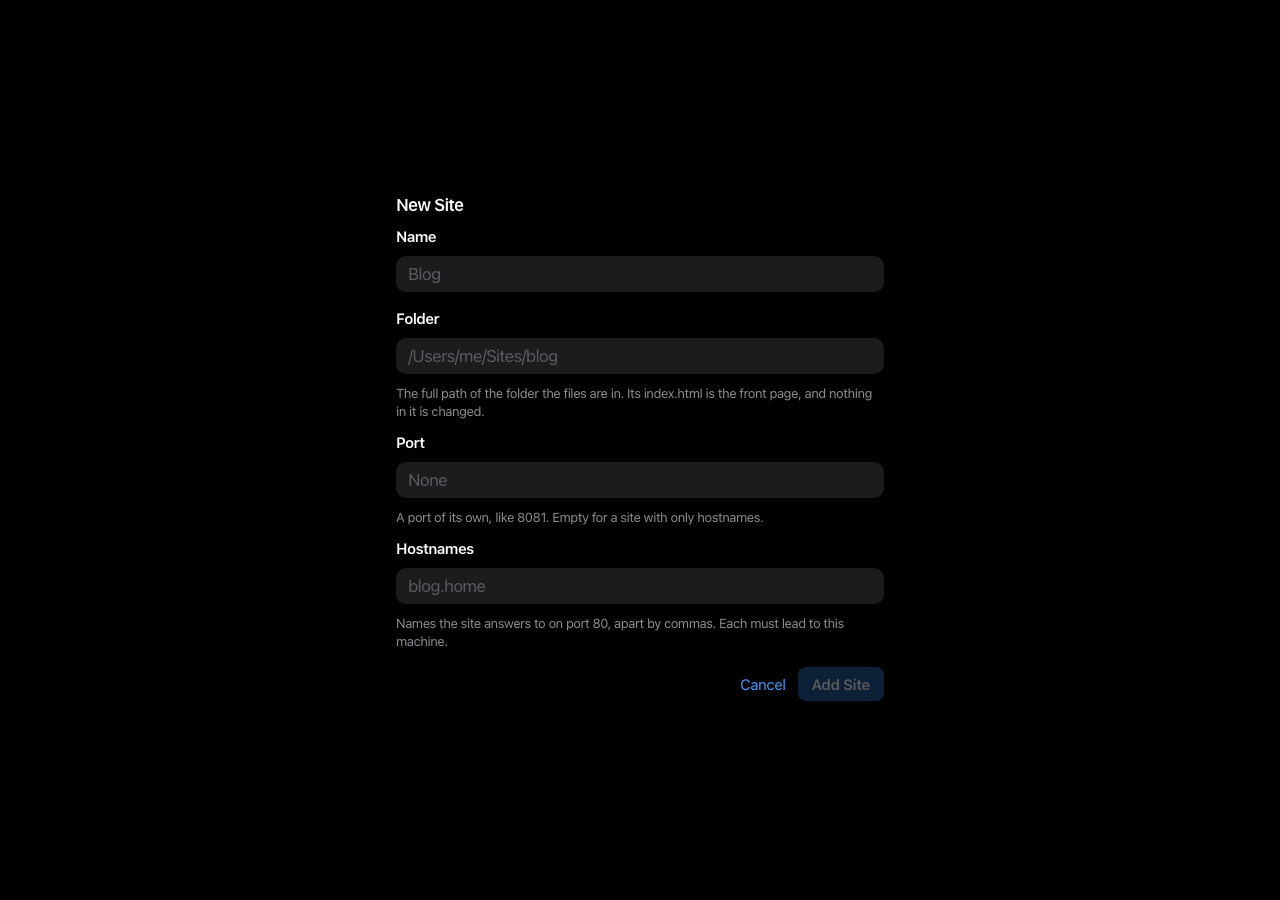 New Site
Name
Blog
Folder
/Users/me/Sites/blog
The full path of the folder the files are in. Its index.html is the front page, and nothing
in it is changed.
Port
None
A port of its own, like 8081. Empty for a site with only hostnames.
Hostnames
blog.home
Names the site answers to on port 80, apart by commas. Each must lead to this
machine.
Cancel
Add Site